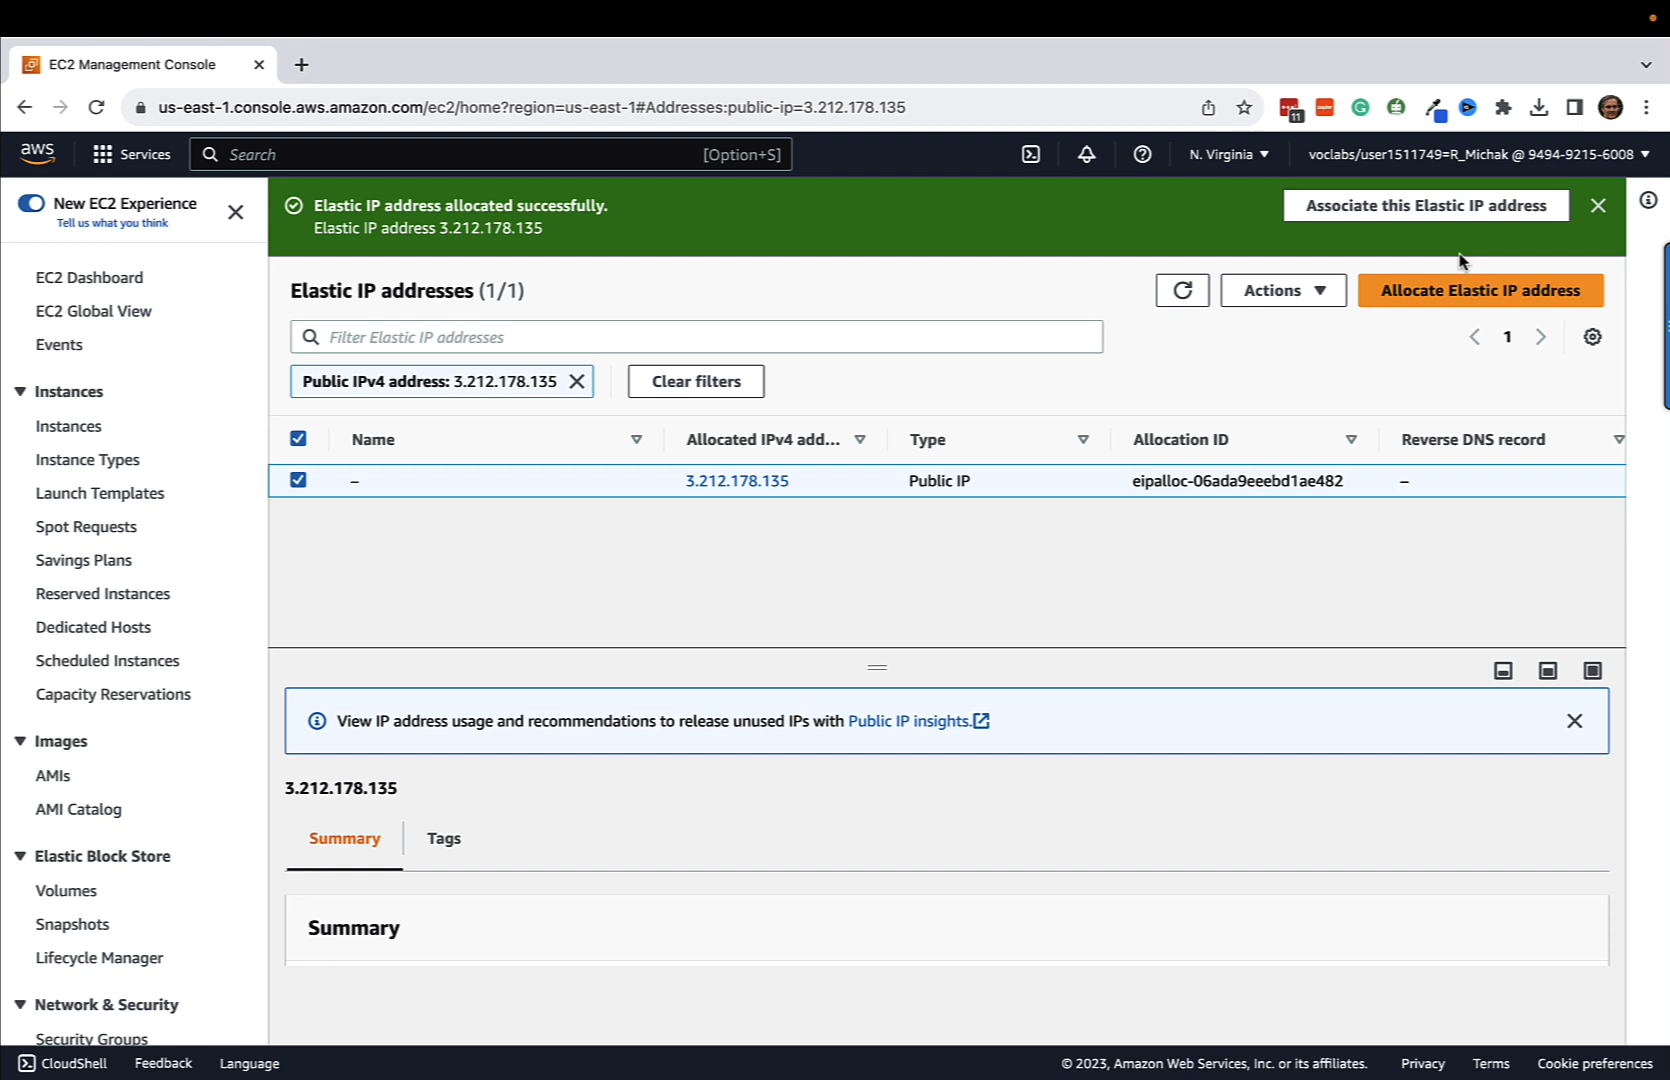 EC2 Management Console
us-east-1.console.aws.amazon.com/ec2/home?region=us-east-1#Addresses:public-ip=3.212.178.135
11
aws
Services
Search
[Option+S]
N. Virginia
voclabs/user1511749=R_Michak @ 9494-9215-6008
New EC2 Experience
Tell us what you think
EC2 Dashboard
EC2 Global View
Events
Instances
Instances
Instance Types
Launch Templates
Spot Requests
Savings Plans
Reserved Instances
Dedicated Hosts
Scheduled Instances
Capacity Reservations
Images
AMIs
AMI Catalog
Elastic Block Store
Volumes
Snapshots
Lifecycle Manager
Network & Security
Security Groups
Elastic IP address allocated successfully.
Elastic IP address 3.212.178.135
Associate this Elastic IP address
Elastic IP addresses (1/1)
Actions
Allocate Elastic IP address
Filter Elastic IP addresses
1
Public IPv4 address: 3.212.178.135
Clear filters
Name Allocated IPv4 add... Type Allocation ID Reverse DNS record
– 3.212.178.135 Public IP eipalloc-06ada9eeebd1ae482 –
View IP address usage and recommendations to release unused IPs with Public IP insights.
3.212.178.135
Summary
Tags
Summary
CloudShell
Feedback
Language
© 2023, Amazon Web Services, Inc. or its affiliates.
Privacy
Terms
Cookie preferences